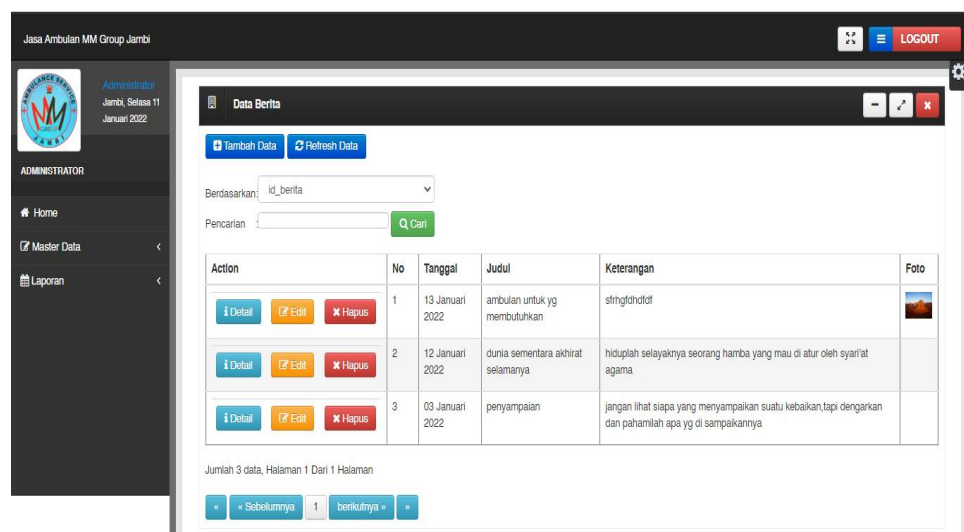 Jasa Ambulan MM Group Jambi
LOGOUT
AMBULANCE SERVICE
MM
GROUP
JAMBI
Administrator
Jambi, Selasa 11
Januari 2022
ADMINISTRATOR
Home
Master Data
Laporan
Data Berita
Tambah Data Refresh Data
Berdasarkan: id_berita
Pencarian : Cari
Action No Tanggal Judul Keterangan Foto
Detail Edit Hapus 1 13 Januari ambulan untuk yg sfrhgfdhdfdf
2022 membutuhkan
Detail Edit Hapus 2 12 Januari dunia sementara akhirat hiduplah selayaknya seorang hamba yang mau di atur oleh syari'at
2022 selamanya agama
Detail Edit Hapus 3 03 Januari penyampaian jangan lihat siapa yang menyampaikan suatu kebaikan,tapi dengarkan
2022 dan pahamilah apa yg di sampaikannya
Jumlah 3 data, Halaman 1 Dari 1 Halaman
« « Sebelumnya 1 berikutnya » »